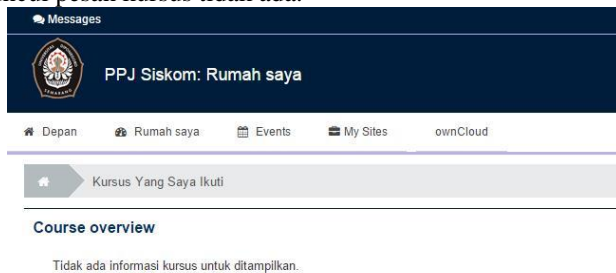 Messages
PPJ Siskom: Rumah saya
Depan Rumah saya Events My Sites ownCloud
Kursus Yang Saya Ikuti
Course overview
Tidak ada informasi kursus untuk ditampilkan.